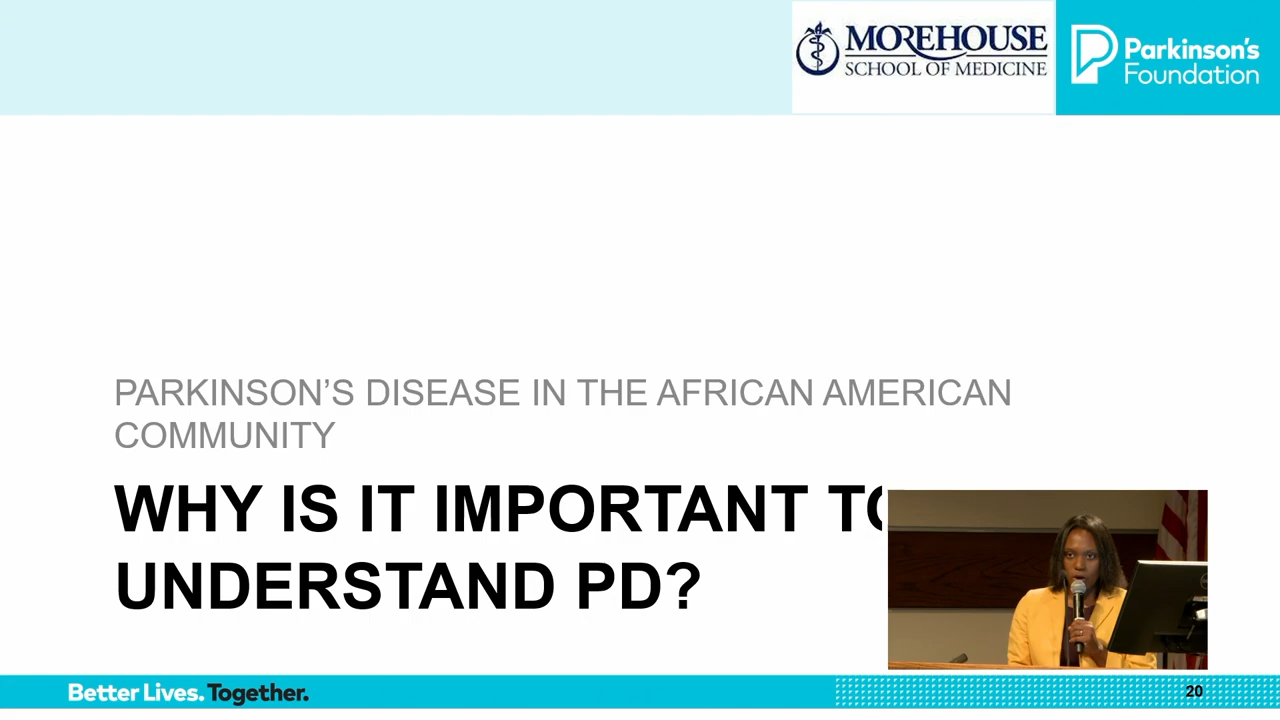 MOREHOUSE
SCHOOL OF MEDICINE
Parkinson's
Foundation
PARKINSON’S DISEASE IN THE AFRICAN AMERICAN
COMMUNITY
WHY IS IT IMPORTANT TO
UNDERSTAND PD?
Better Lives. Together.
20